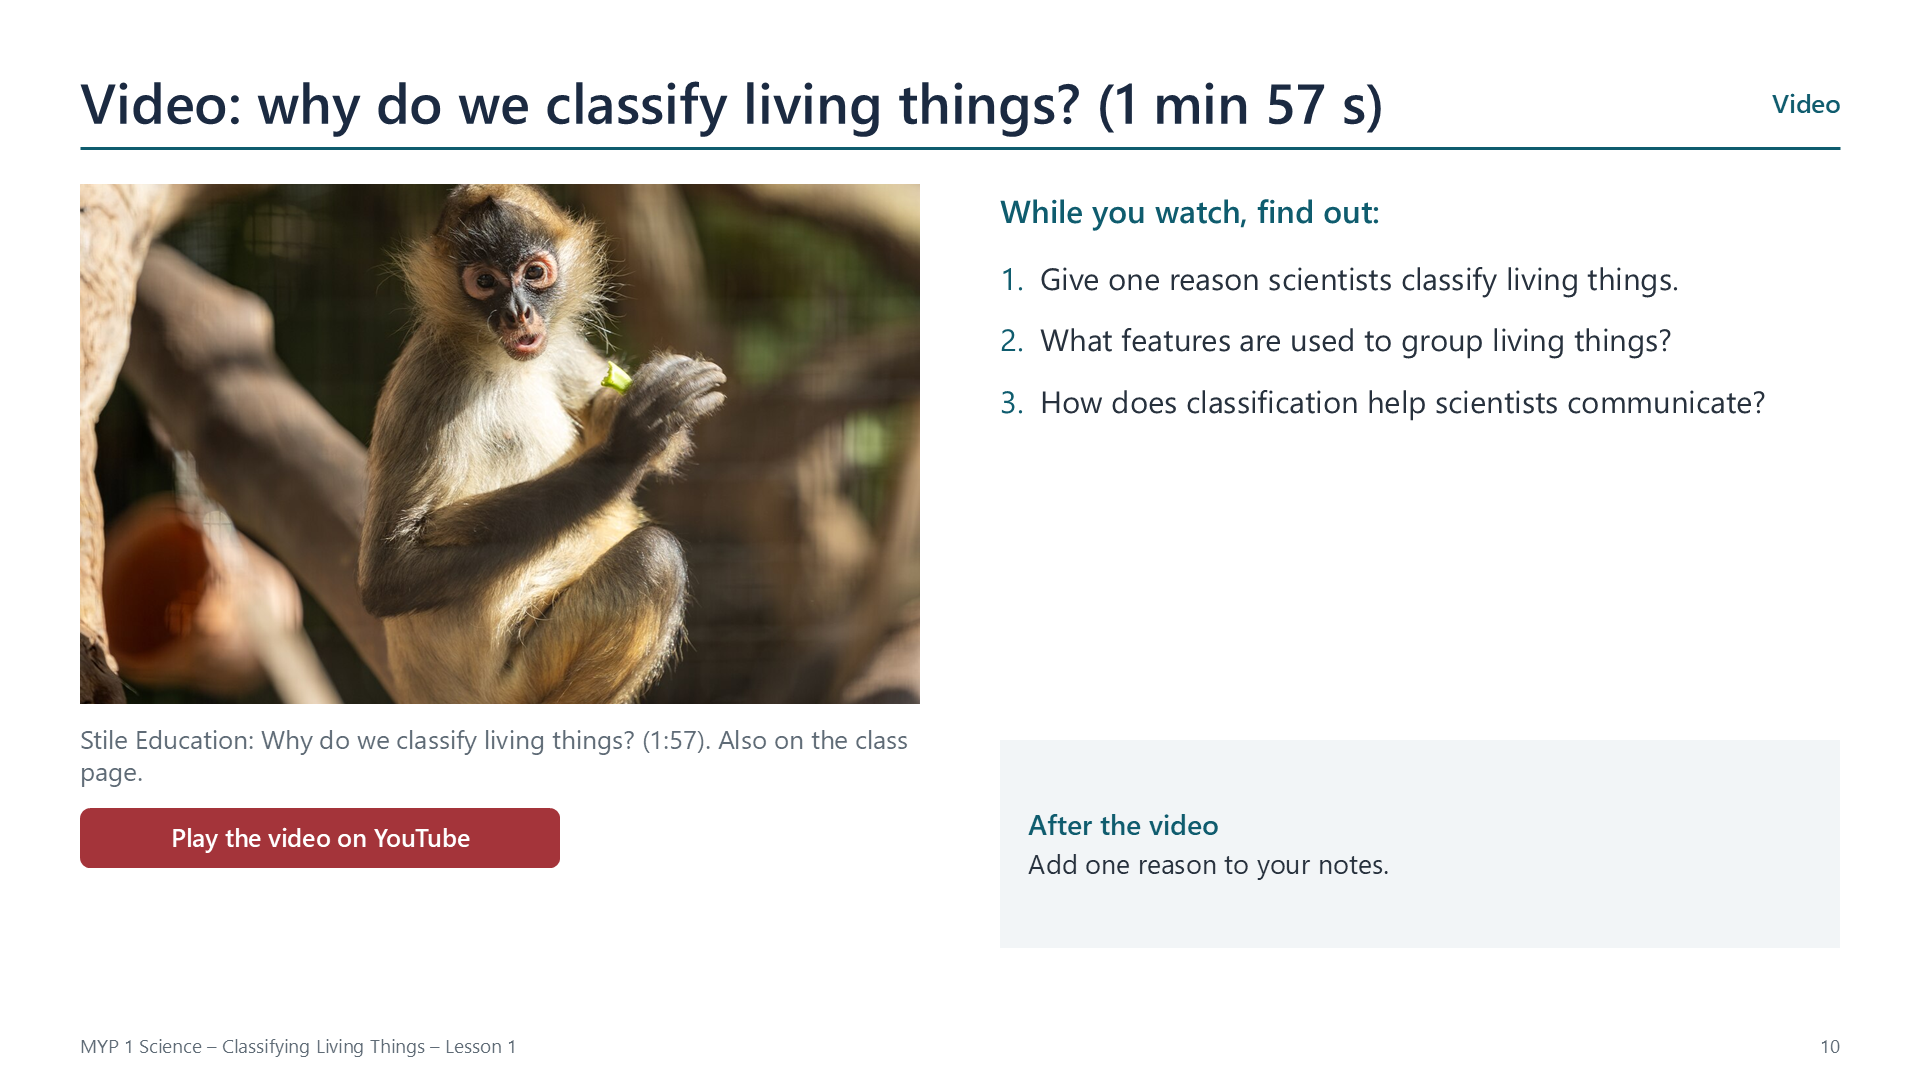 Video: why do we classify living things? (1 min 57 s)
Video
Stile Education: Why do we classify living things? (1:57). Also on the class
page.
Play the video on YouTube
While you watch, find out:
1. Give one reason scientists classify living things.
2. What features are used to group living things?
3. How does classification help scientists communicate?
After the video
Add one reason to your notes.
MYP 1 Science – Classifying Living Things – Lesson 1
10